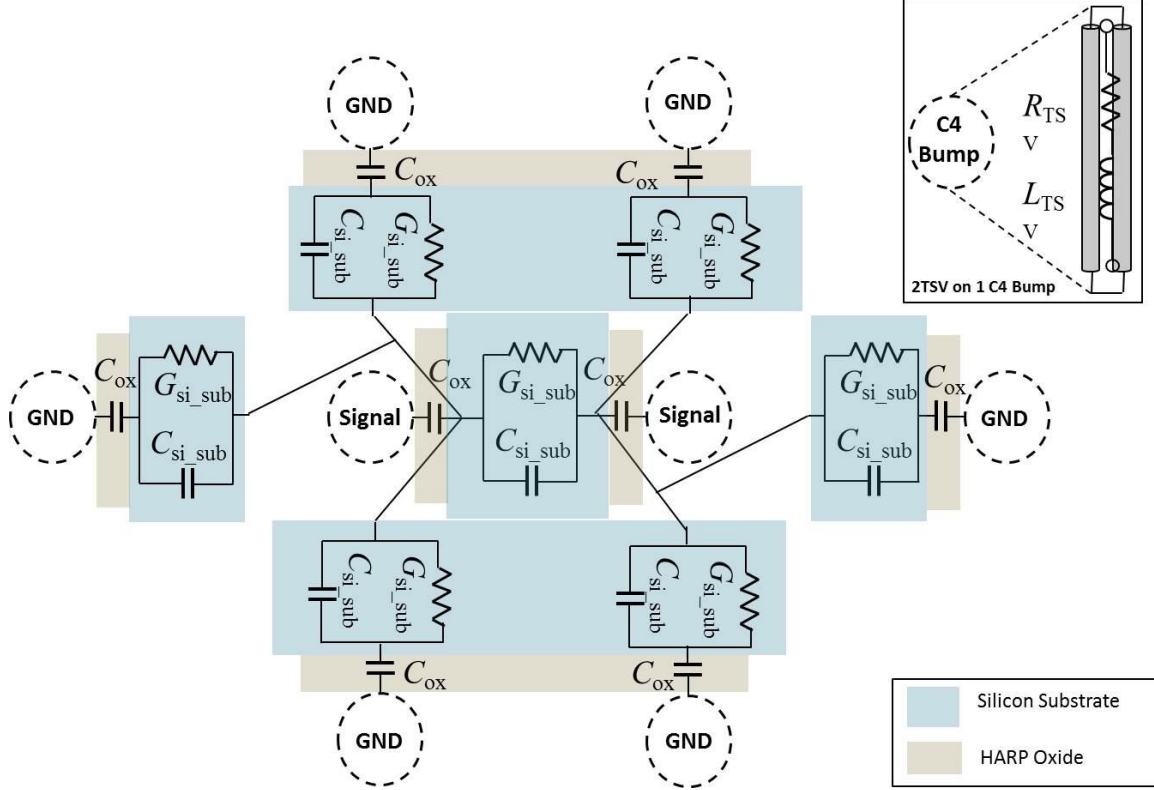 GND
GND
C4
Bump
R_TS
V
L_TS
V
2TSV on 1 C4 Bump
C_ox
C_ox
C_si_sub
G_si_sub
C_si_sub
G_si_sub
C_ox
G_si_sub
C_si_sub
GND
Signal
C_ox
G_si_sub
C_si_sub
C_ox
Signal
G_si_sub
C_si_sub
C_ox
GND
C_si_sub
G_si_sub
C_si_sub
G_si_sub
C_ox
C_ox
GND
GND
Silicon Substrate
HARP Oxide